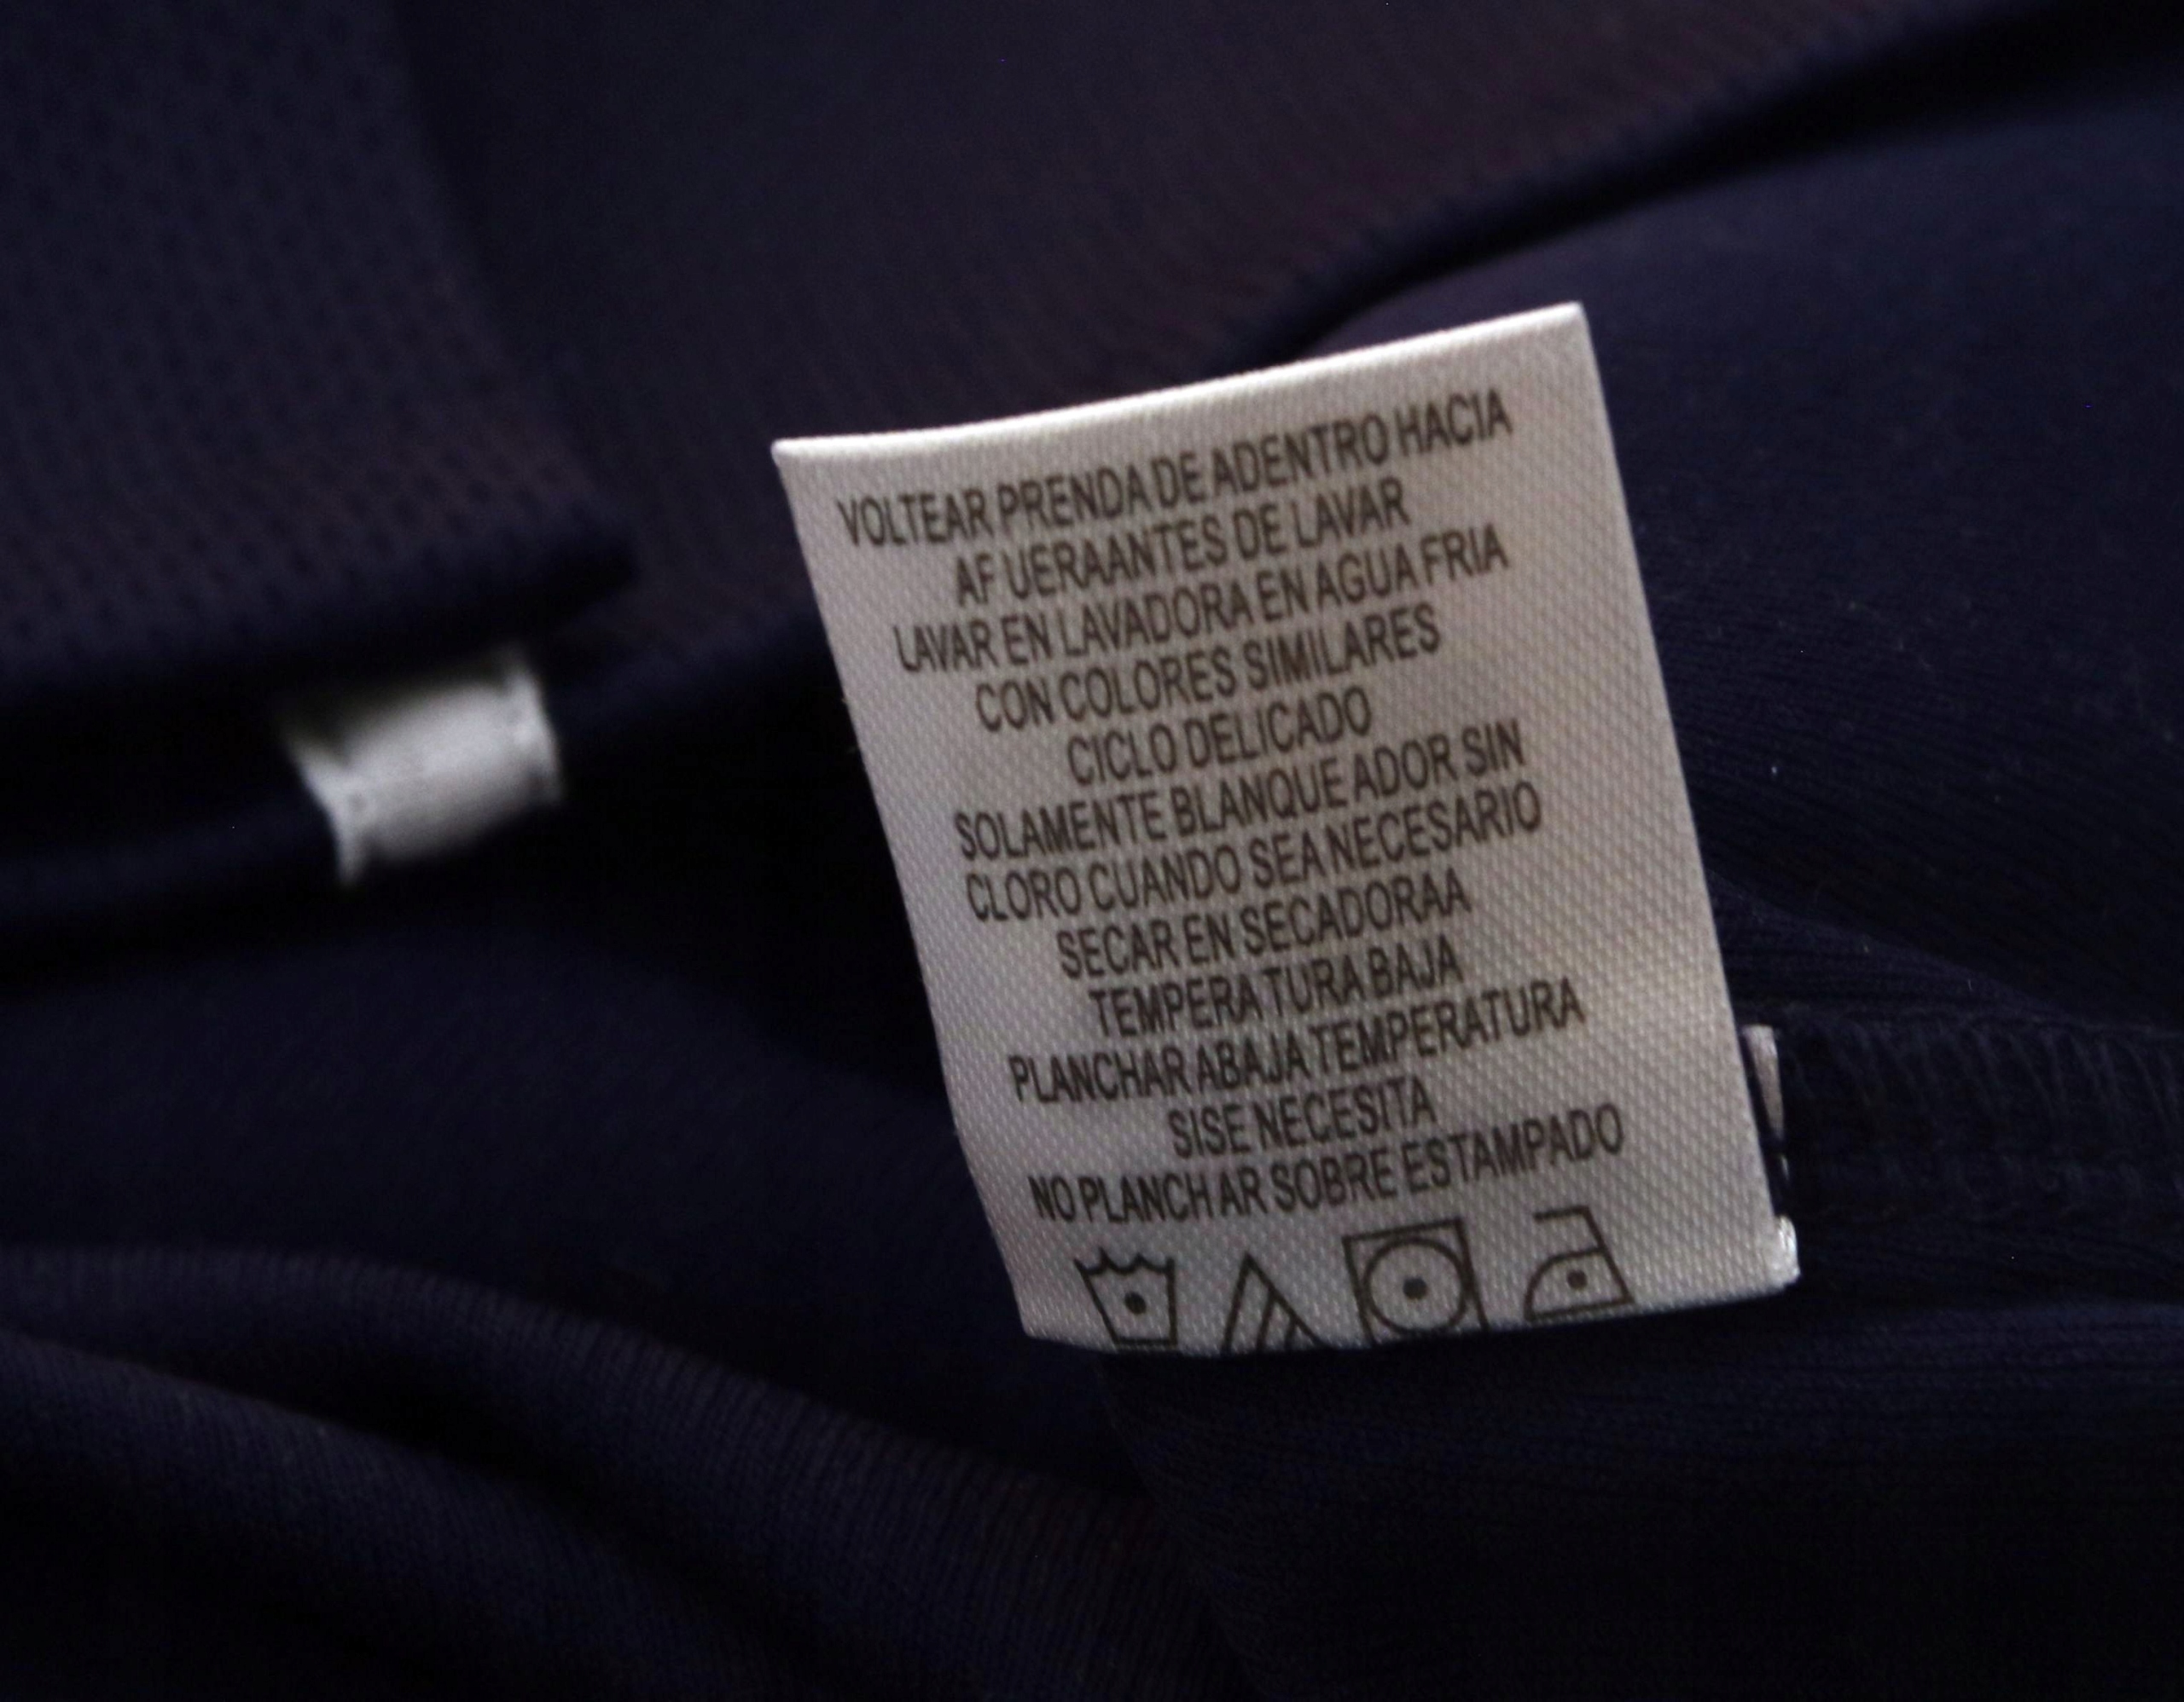 VOLTEAR PRENDA DE ADENTRO HACIA
AF UERAANTES DE LAVAR
LAVAR EN LAVADORA EN AGUA FRIA
CON COLORES SIMILARES
CICLO DELICADO
SOLAMENTE BLANQUE ADOR SIN
CLORO CUANDO SEA NECESARIO
SECAR EN SECADORAA
TEMPERA TURA BAJA
PLANCHAR ABAJA TEMPERATURA
SISE NECESITA
NO PLANCHAR SOBRE ESTAMPADO